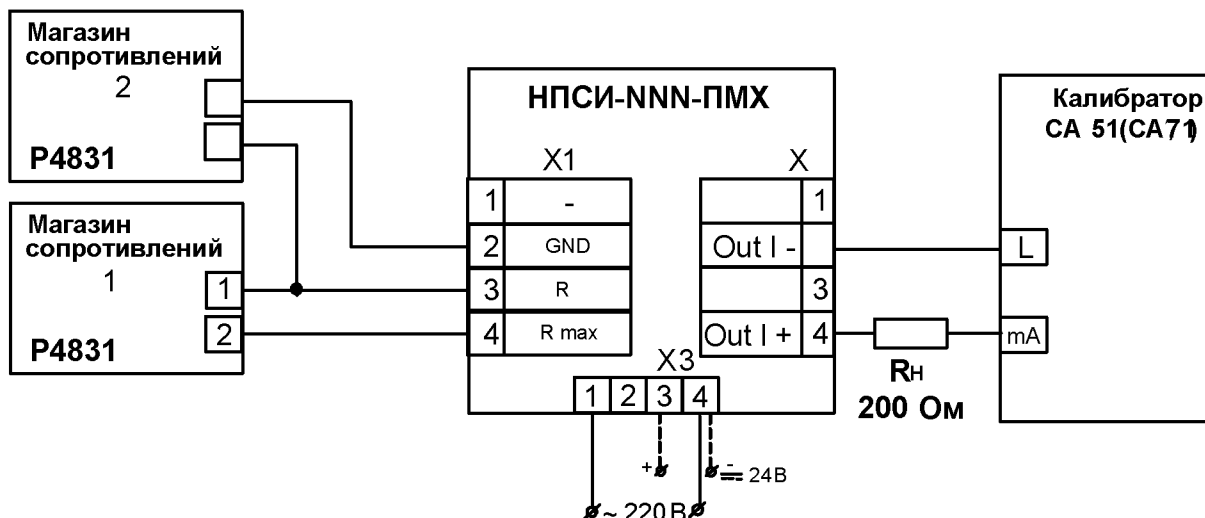 Магазин
сопротивлений
2
Р4831
Магазин
сопротивлений
1
1
2
Р4831
НПСИ-NNN-ПМХ
X1
1 -
2 GND
3 R
4 R max
X
1
Out I -
3
Out I + 4
X3
1 2 3 4
+
- 24В
~ 220 В
Rн
200 Ом
Калибратор
СА 51(СА71)
L
mA